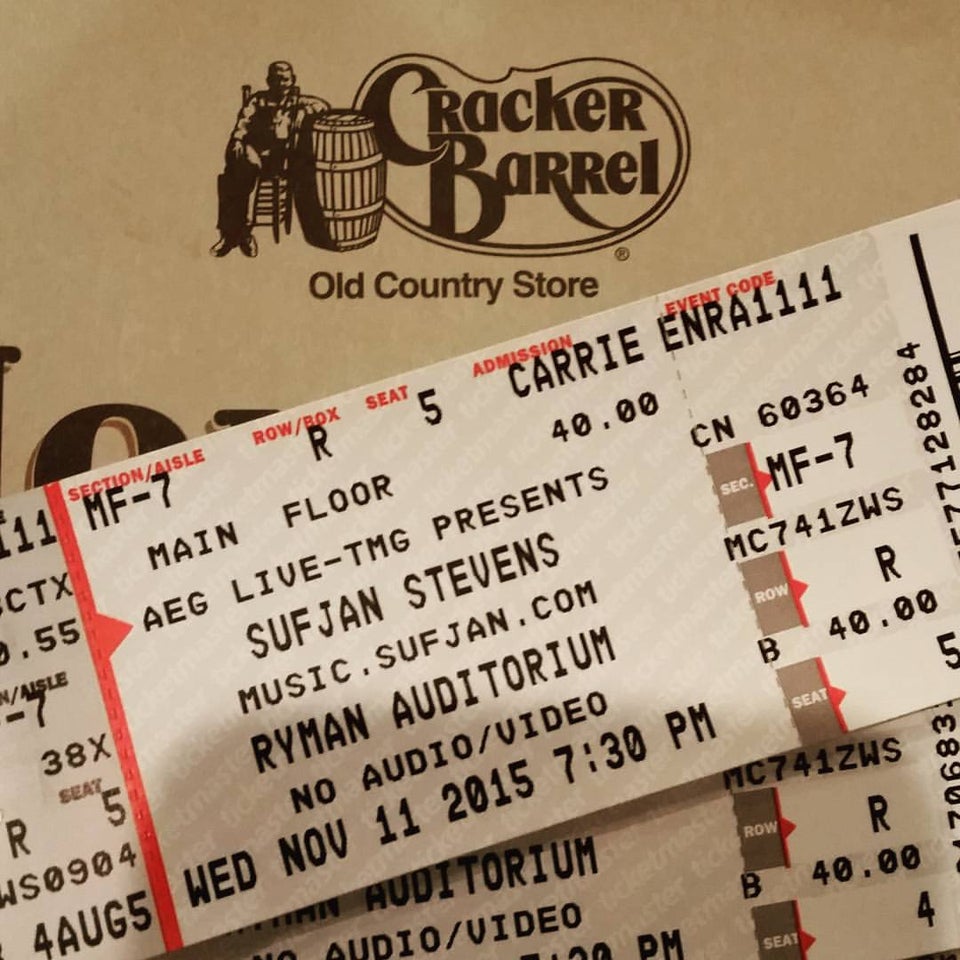 Cracker
Barrel
®
Old Country Store
SECTION/AISLE ROW/BOX SEAT ADMISSION EVENT CODE
MF-7 R 5 CARRIE ENRA1111
MAIN FLOOR 40.00 CN 60364
AEG LIVE-TMG PRESENTS SEC. MF-7
SUFJAN STEVENS MC741ZWS
MUSIC.SUFJAN.COM ROW R
RYMAN AUDITORIUM B 40.00
NO AUDIO/VIDEO SEAT 5
WED NOV 11 2015 7:30 PM
38X
SEAT
R 5
WS0904
4AUG5
MC741ZWS
ROW R
AUDITORIUM B 40.00
NO AUDIO/VIDEO SEAT 4